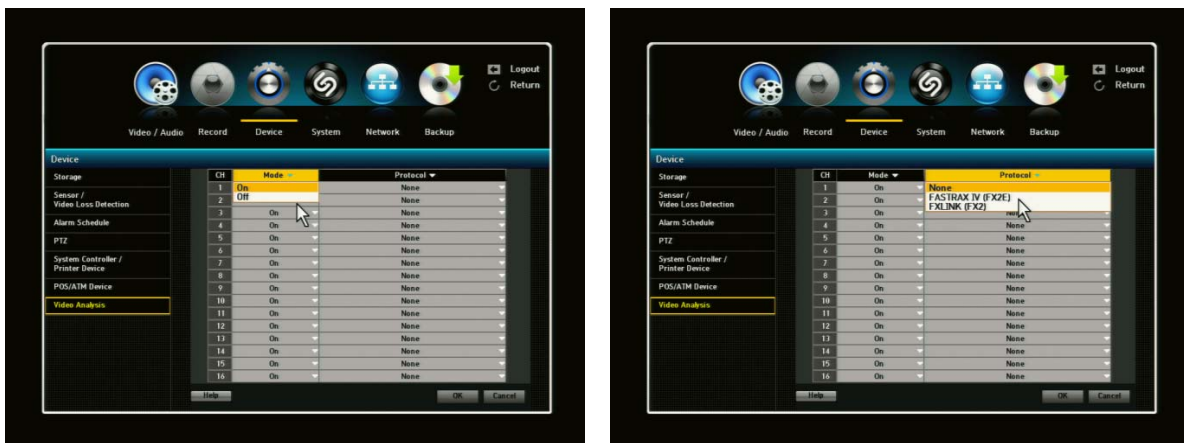 Logout
Return
Video / Audio Record Device System Network Backup
Device
Storage
Sensor /
Video Loss Detection
Alarm Schedule
PTZ
System Controller /
Printer Device
POS/ATM Device
Video Analysis
CH Mode Protocol
1 On None
2 Off None
3 On None
4 On None
5 On None
6 On None
7 On None
8 On None
9 On None
10 On None
11 On None
12 On None
13 On None
14 On None
15 On None
16 On None
Help OK Cancel
Logout
Return
Video / Audio Record Device System Network Backup
Device
Storage
Sensor /
Video Loss Detection
Alarm Schedule
PTZ
System Controller /
Printer Device
POS/ATM Device
Video Analysis
CH Mode Protocol
1 On None
2 On FASTRAX IV (FX2E)
FXLINK (FX2)
3 On
4 On None
5 On None
6 On None
7 On None
8 On None
9 On None
10 On None
11 On None
12 On None
13 On None
14 On None
15 On None
16 On None
Help OK Cancel